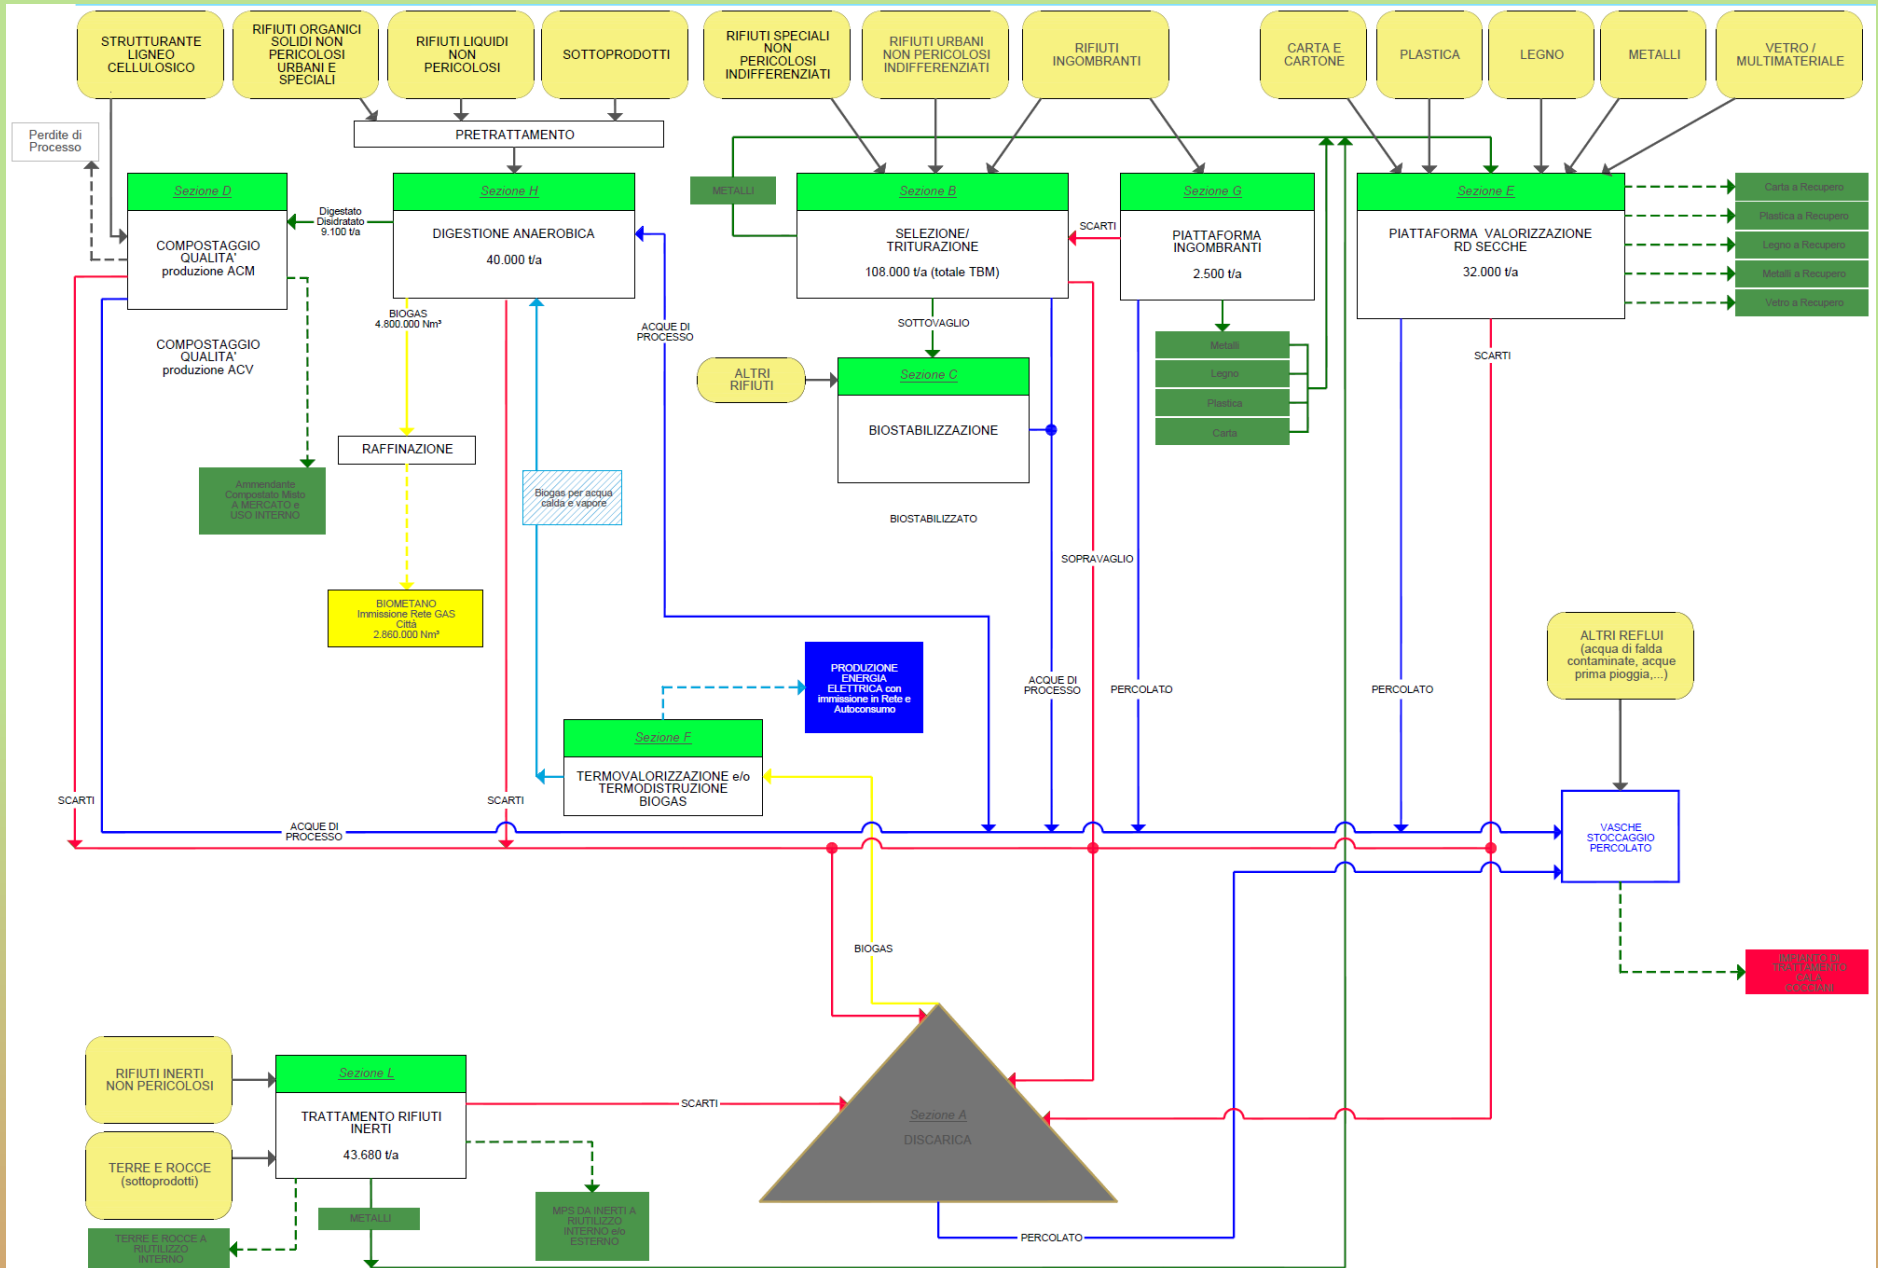 STRUTTURANTE
LIGNEO
CELLULOSICO
RIFIUTI ORGANICI
SOLIDI NON
PERICOLOSI
URBANI E
SPECIALI
RIFIUTI LIQUIDI
NON
PERICOLOSI
SOTTOPRODOTTI
RIFIUTI SPECIALI
NON
PERICOLOSI
INDIFFERENZIATI
RIFIUTI URBANI
NON PERICOLOSI
INDIFFERENZIATI
RIFIUTI
INGOMBRANTI
CARTA E
CARTONE
PLASTICA
LEGNO
METALLI
VETRO /
MULTIMATERIALE
Perdite di
Processo
PRETRATTAMENTO
Sezione D
COMPOSTAGGIO
QUALITA'
produzione ACM
COMPOSTAGGIO
QUALITA'
produzione ACV
Digestato
Disidratato
9.100 t/a
Sezione H
DIGESTIONE ANAEROBICA
40.000 t/a
METALLI
Sezione B
SELEZIONE/
TRITURAZIONE
108.000 t/a (totale TBM)
SCARTI
Sezione G
PIATTAFORMA
INGOMBRANTI
2.500 t/a
Sezione E
PIATTAFORMA VALORIZZAZIONE
RD SECCHE
32.000 t/a
Carta a Recupero
Plastica a Recupero
Legno a Recupero
Metalli a Recupero
Vetro a Recupero
BIOGAS
4.800.000 Nm³
ACQUE DI
PROCESSO
SOTTOVAGLIO
Metalli
Legno
Plastica
Carta
SCARTI
ALTRI
RIFIUTI
Sezione C
BIOSTABILIZZAZIONE
BIOSTABILIZZATO
RAFFINAZIONE
Ammendante
Compostato Misto
A MERCATO e
USO INTERNO
Biogas per acqua
calda e vapore
SOPRAVAGLIO
BIOMETANO
Immissione Rete GAS
Città
2.860.000 Nm³
PRODUZIONE
ENERGIA
ELETTRICA con
immissione in Rete e
Autoconsumo
ACQUE DI
PROCESSO
PERCOLATO
PERCOLATO
ALTRI REFLUI
(acqua di falda
contaminate, acque
prima pioggia,...)
Sezione F
TERMOVALORIZZAZIONE e/o
TERMODISTRUZIONE
BIOGAS
SCARTI
SCARTI
ACQUE DI
PROCESSO
VASCHE
STOCCAGGIO
PERCOLATO
BIOGAS
IMPIANTO DI
TRATTAMENTO
CALA
COCCIANI
RIFIUTI INERTI
NON PERICOLOSI
TERRE E ROCCE
(sottoprodotti)
Sezione L
TRATTAMENTO RIFIUTI
INERTI
43.680 t/a
SCARTI
Sezione A
DISCARICA
METALLI
MPS DA INERTI A
RIUTILIZZO
INTERNO e/o
ESTERNO
TERRE E ROCCE A
RIUTILIZZO
INTERNO
PERCOLATO